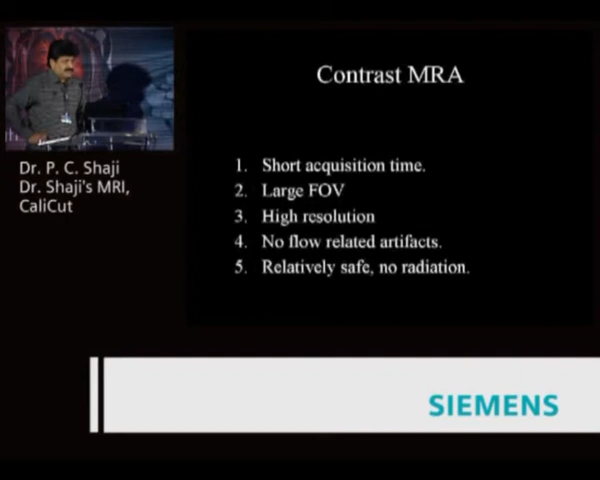 Dr. P. C. Shaji
Dr. Shaji's MRI,
CaliCut
Contrast MRA
1. Short acquisition time.
2. Large FOV
3. High resolution
4. No flow related artifacts.
5. Relatively safe, no radiation.
SIEMENS